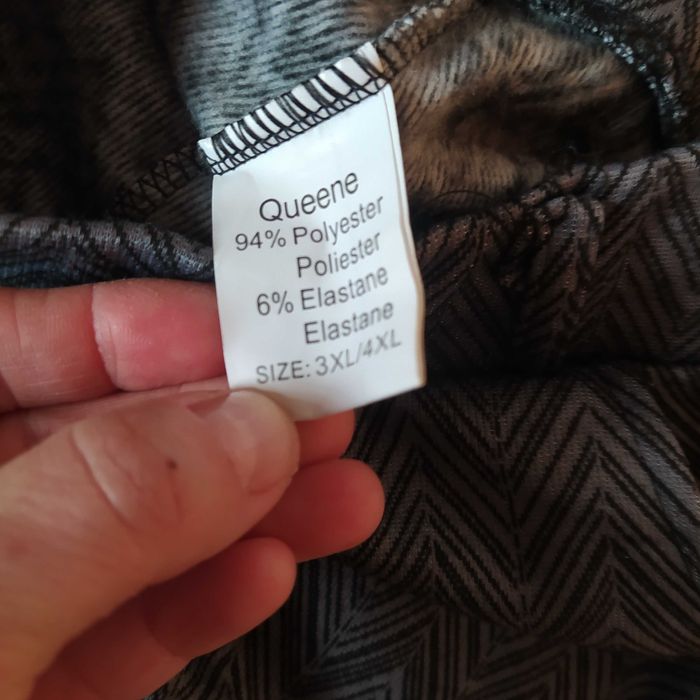 Queene
94% Polyester
Poliester
6% Elastane
Elastane
SIZE: 3XL/4XL